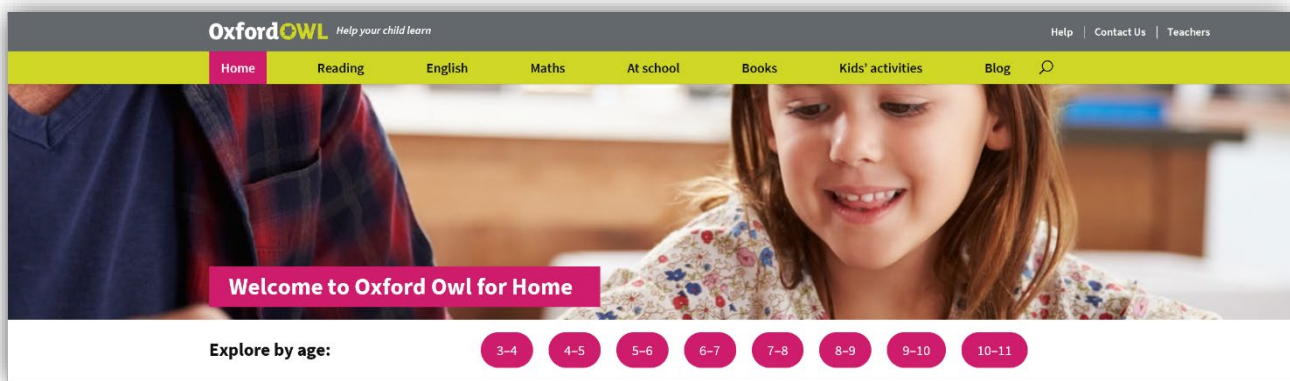 OxfordOWL Help your child learn
Help | Contact Us | Teachers
Home Reading English Maths At school Books Kids' activities Blog
Welcome to Oxford Owl for Home
Explore by age: 3–4 4–5 5–6 6–7 7–8 8–9 9–10 10–11